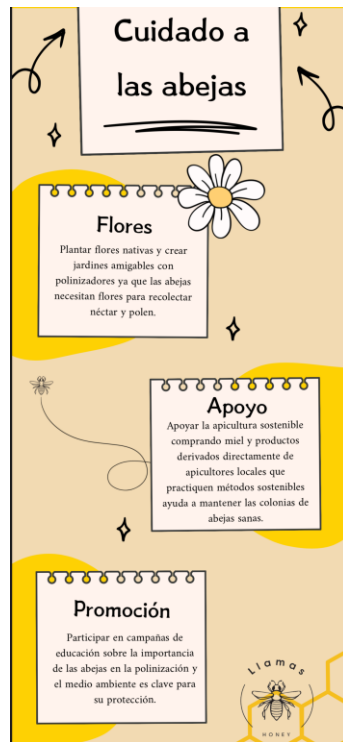 Cuidado a
las abejas
Flores
Plantar flores nativas y crear
jardines amigables con
polinizadores ya que las abejas
necesitan flores para recolectar
néctar y polen.
Apoyo
Apoyar la apicultura sostenible
comprando miel y productos
derivados directamente de
apicultores locales que
practiquen métodos sostenibles
ayuda a mantener las colonias de
abejas sanas.
Promoción
Participar en campañas de
educación sobre la importancia
de las abejas en la polinización y
el medio ambiente es clave para
su protección.
Llamas
HONEY